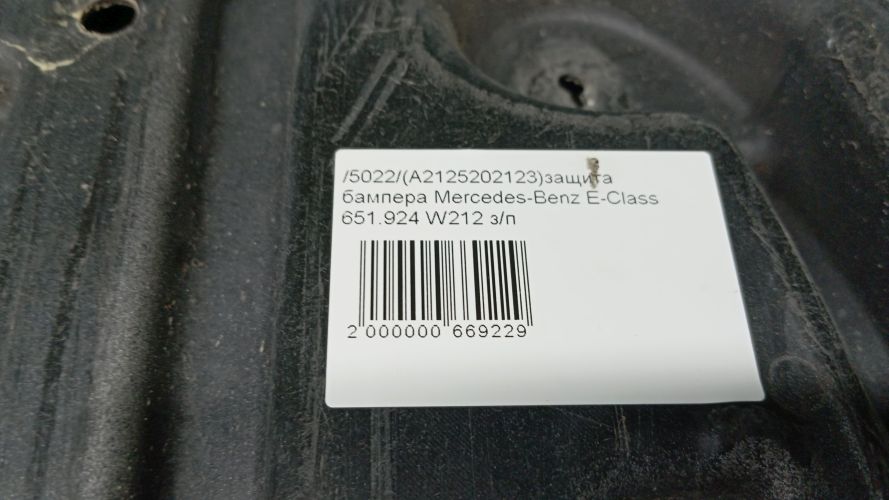 /5022/(A2125202123)защита
бампера Mercedes-Benz E-Class
651.924 W212 з/п
2 000000 669229